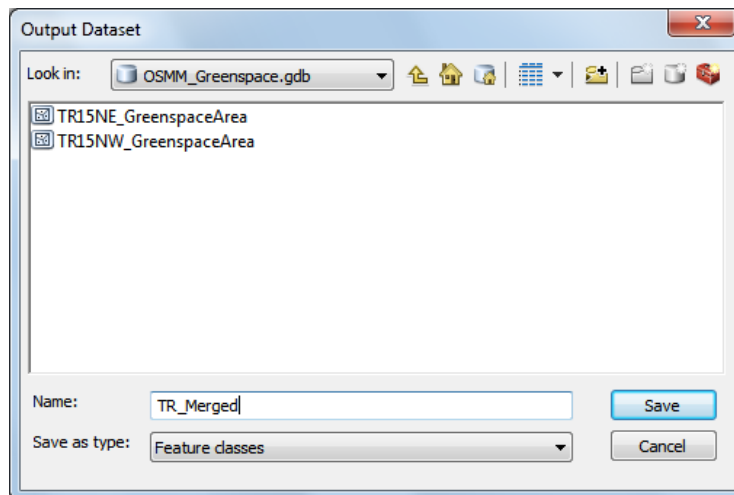 Output Dataset
Look in: OSMM_Greenspace.gdb
TR15NE_GreenspaceArea
TR15NW_GreenspaceArea
Name: TR_Merged Save
Save as type: Feature classes Cancel